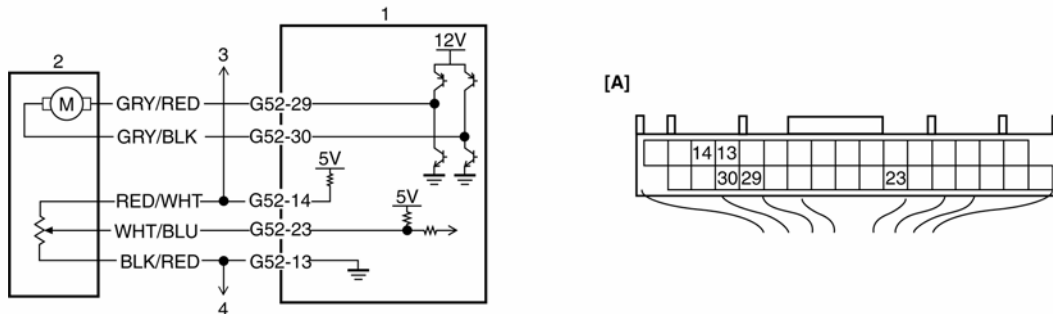 1
2
3
12V
[A]
M
GRY/RED
G52-29
GRY/BLK
G52-30
5V
RED/WHT
G52-14
5V
WHT/BLU
G52-23
BLK/RED
G52-13
4
14 13
30 29 23